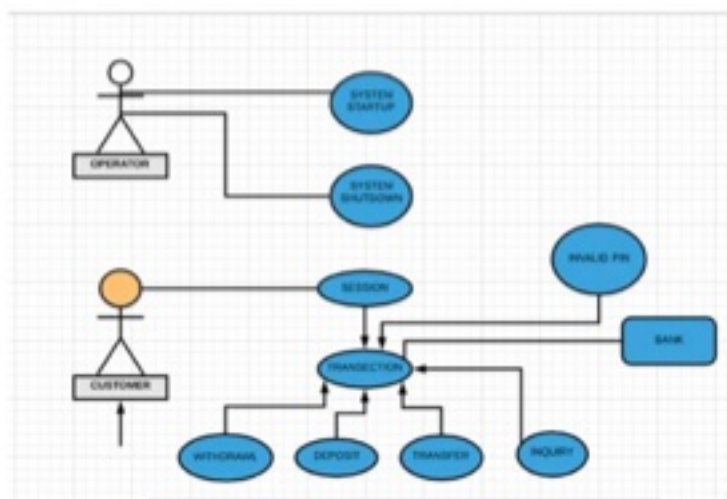 SYSTEM
STARTUP
OPERATOR
SYSTEM
SHUTDOWN
INVALID PIN
SESSION
BANK
TRANSECTION
CUSTOMER
WITHDRAWL
DEPOSIT
TRANSFER
INQUIRY